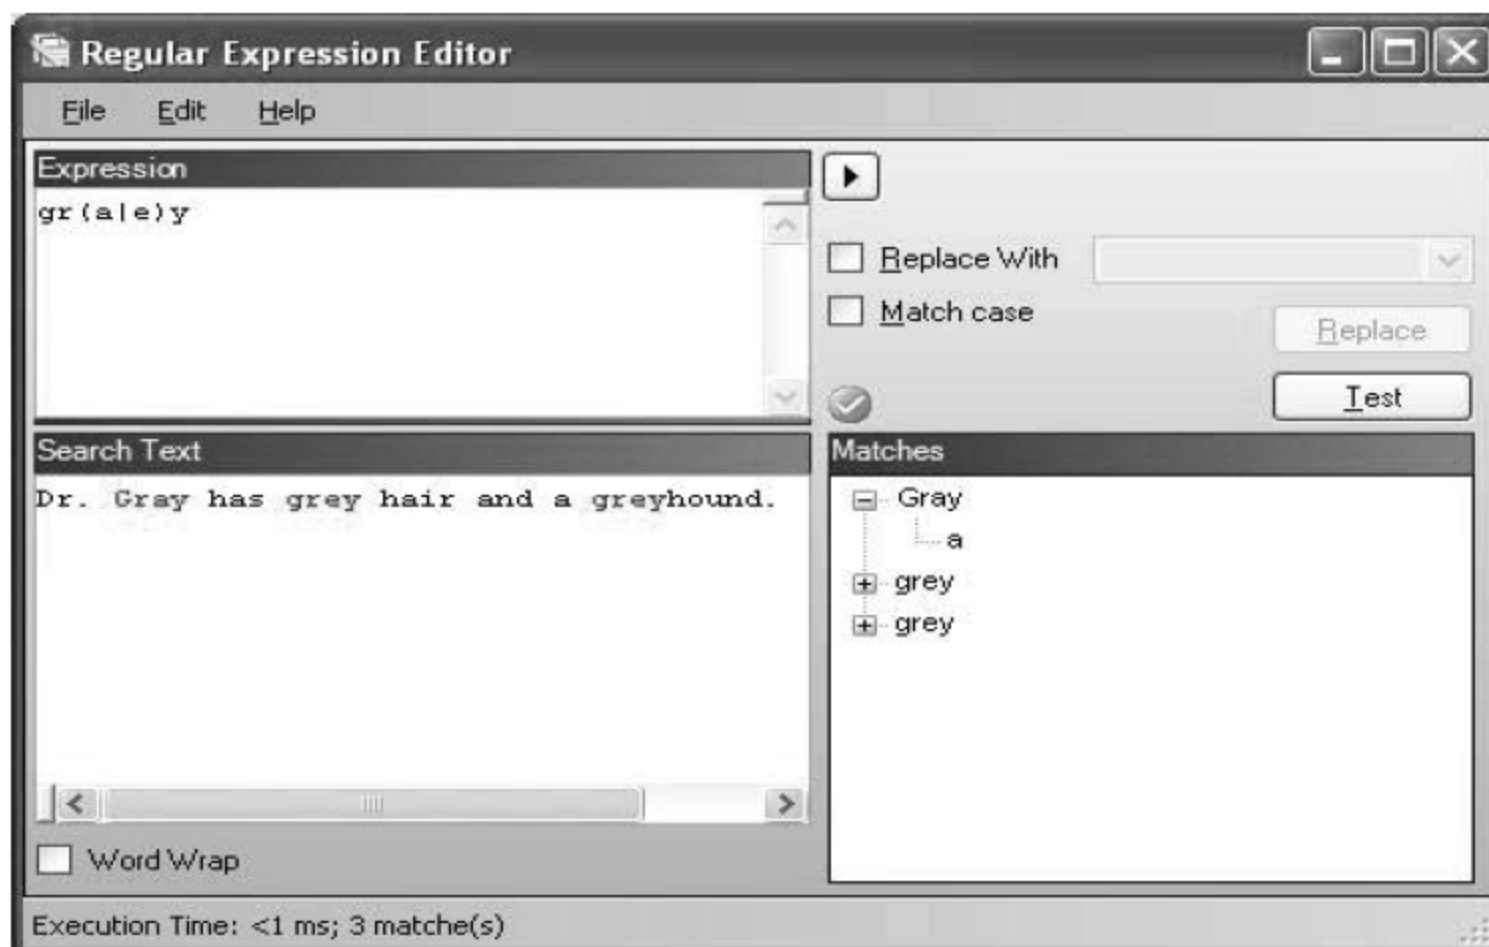 Regular Expression Editor
File Edit Help
Expression
gr(a|e)y
Replace With
Match case
Replace
Test
Search Text
Dr. Gray has grey hair and a greyhound.
Matches
Gray
a
grey
grey
Word Wrap
Execution Time: <1 ms; 3 matche(s)